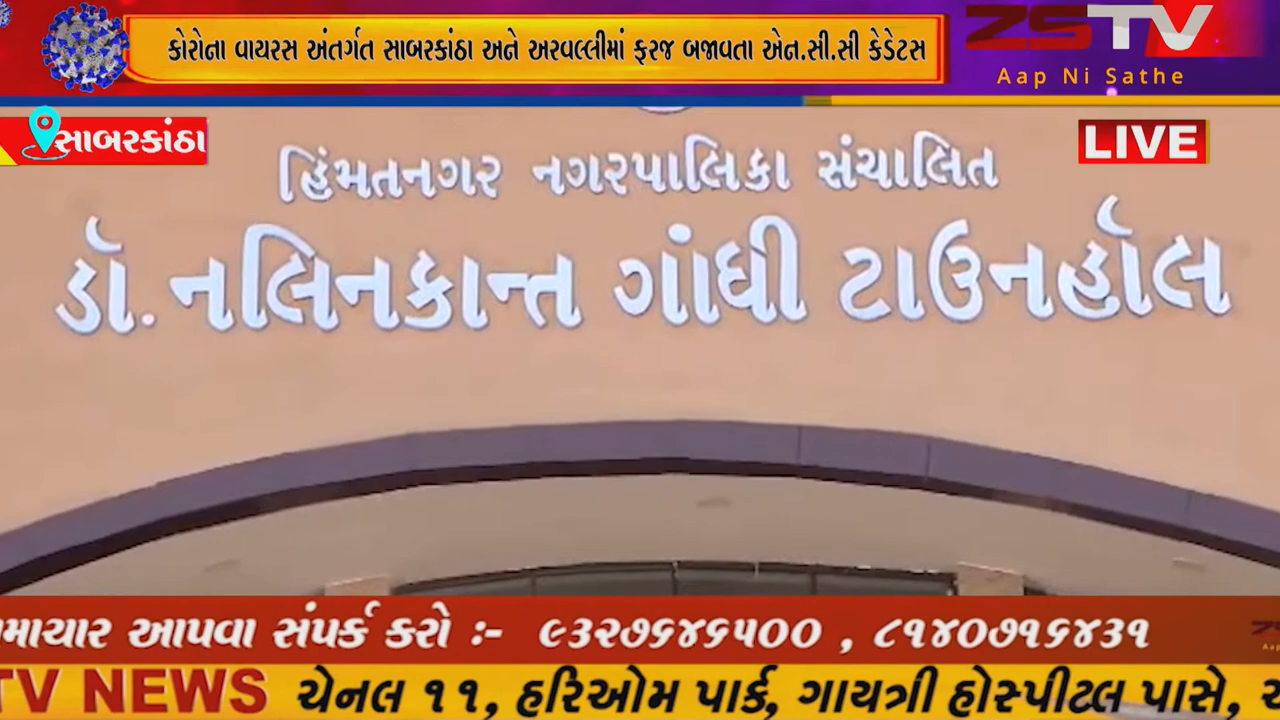 કોરોના વાયરસ અંતર્ગત સાબરકાંઠા અને અરવલ્લીમાં ફરજ બજાવતા એન.સી.સી કેડેટસ
ZSTV
Aap Ni Sathe
સાબરકાંઠા
LIVE
હિંમતનગર નગરપાલિકા સંચાલિત
ડૉ. નલિનકાન્ત ગાંધી ટાઉનહૉલ
માચાર આપવા સંપર્ક કરો :- ૯૩૨૭૬૪૬૫૦૦ , ૮૧૪૦૭૧૬૪૩૧
TV NEWS ચેનલ ૧૧, હરિઓમ પાર્ક, ગાયત્રી હોસ્પીટલ પાસે,